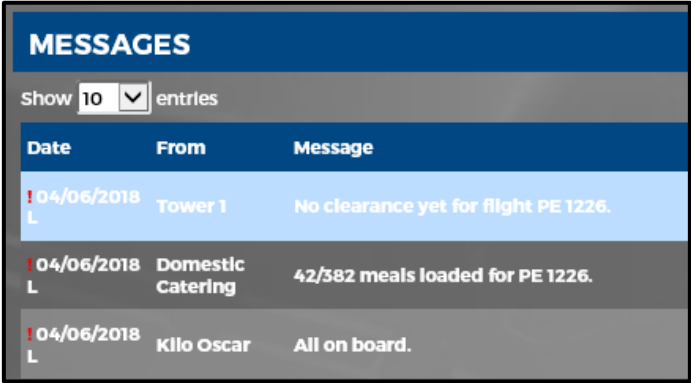 MESSAGES
Show 10 entries
Date From Message
!04/06/2018 L Tower 1 No clearance yet for flight PE 1226.
!04/06/2018 L Domestic Catering 42/382 meals loaded for PE 1226.
!04/06/2018 L Kilo Oscar All on board.